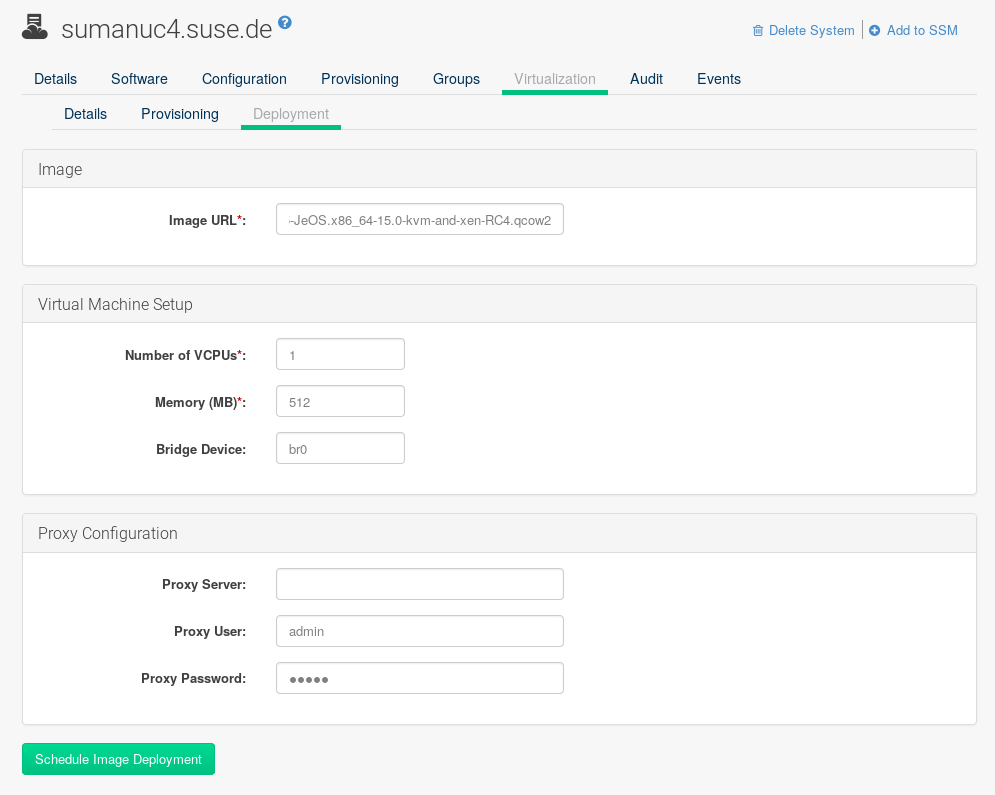 sumanuc4.suse.de ?
Delete System Add to SSM
Details Software Configuration Provisioning Groups Virtualization Audit Events
Details Provisioning Deployment
Image
Image URL*: -JeOS.x86_64-15.0-kvm-and-xen-RC4.qcow2
Virtual Machine Setup
Number of VCPUs*: 1
Memory (MB)*: 512
Bridge Device: br0
Proxy Configuration
Proxy Server:
Proxy User: admin
Proxy Password: ●●●●●
Schedule Image Deployment